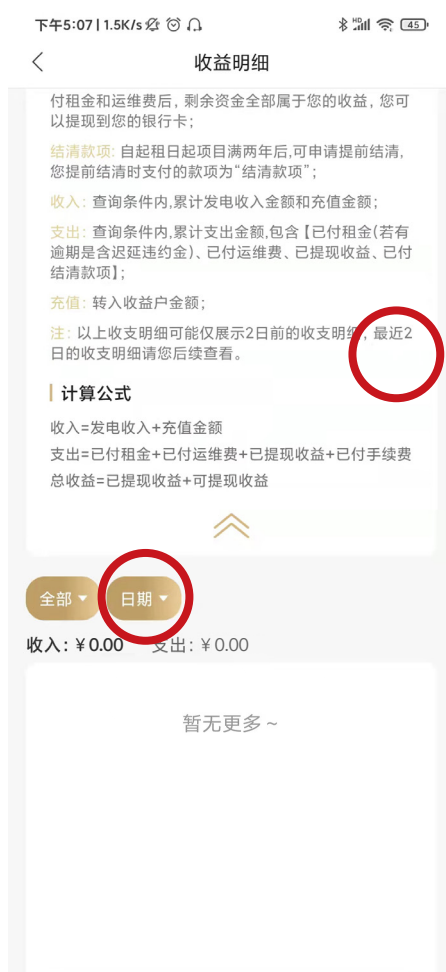 下午5:07 | 1.5K/s
HD
45
收益明细
付租金和运维费后，剩余资金全部属于您的收益，您可
以提现到您的银行卡；
结清款项: 自起租日起项目满两年后,可申请提前结清,
您提前结清时支付的款项为“结清款项”；
收入：查询条件内,累计发电收入金额和充值金额；
支出：查询条件内,累计支出金额,包含【已付租金(若有
逾期是含迟延违约金)、已付运维费、已提现收益、已付
结清款项】；
充值：转入收益户金额；
注：以上收支明细可能仅展示2日前的收支明细，最近2
日的收支明细请您后续查看。
计算公式
收入=发电收入+充值金额
支出=已付租金+已付运维费+已提现收益+已付手续费
总收益=已提现收益+可提现收益
全部 日期
收入：¥0.00 支出：¥0.00
暂无更多~